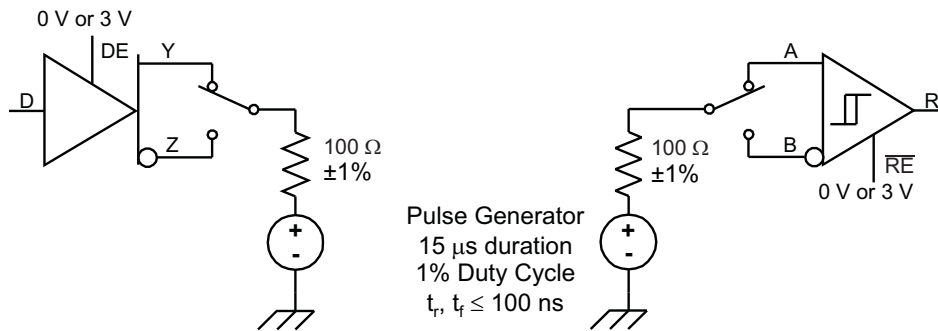 0 V or 3 V
DE
Y
D
Z
100 Ω
±1%
+
-
Pulse Generator
15 μs duration
1% Duty Cycle
tr, tf ≤ 100 ns
A
B
R
100 Ω
±1%
+
-
RE
0 V or 3 V